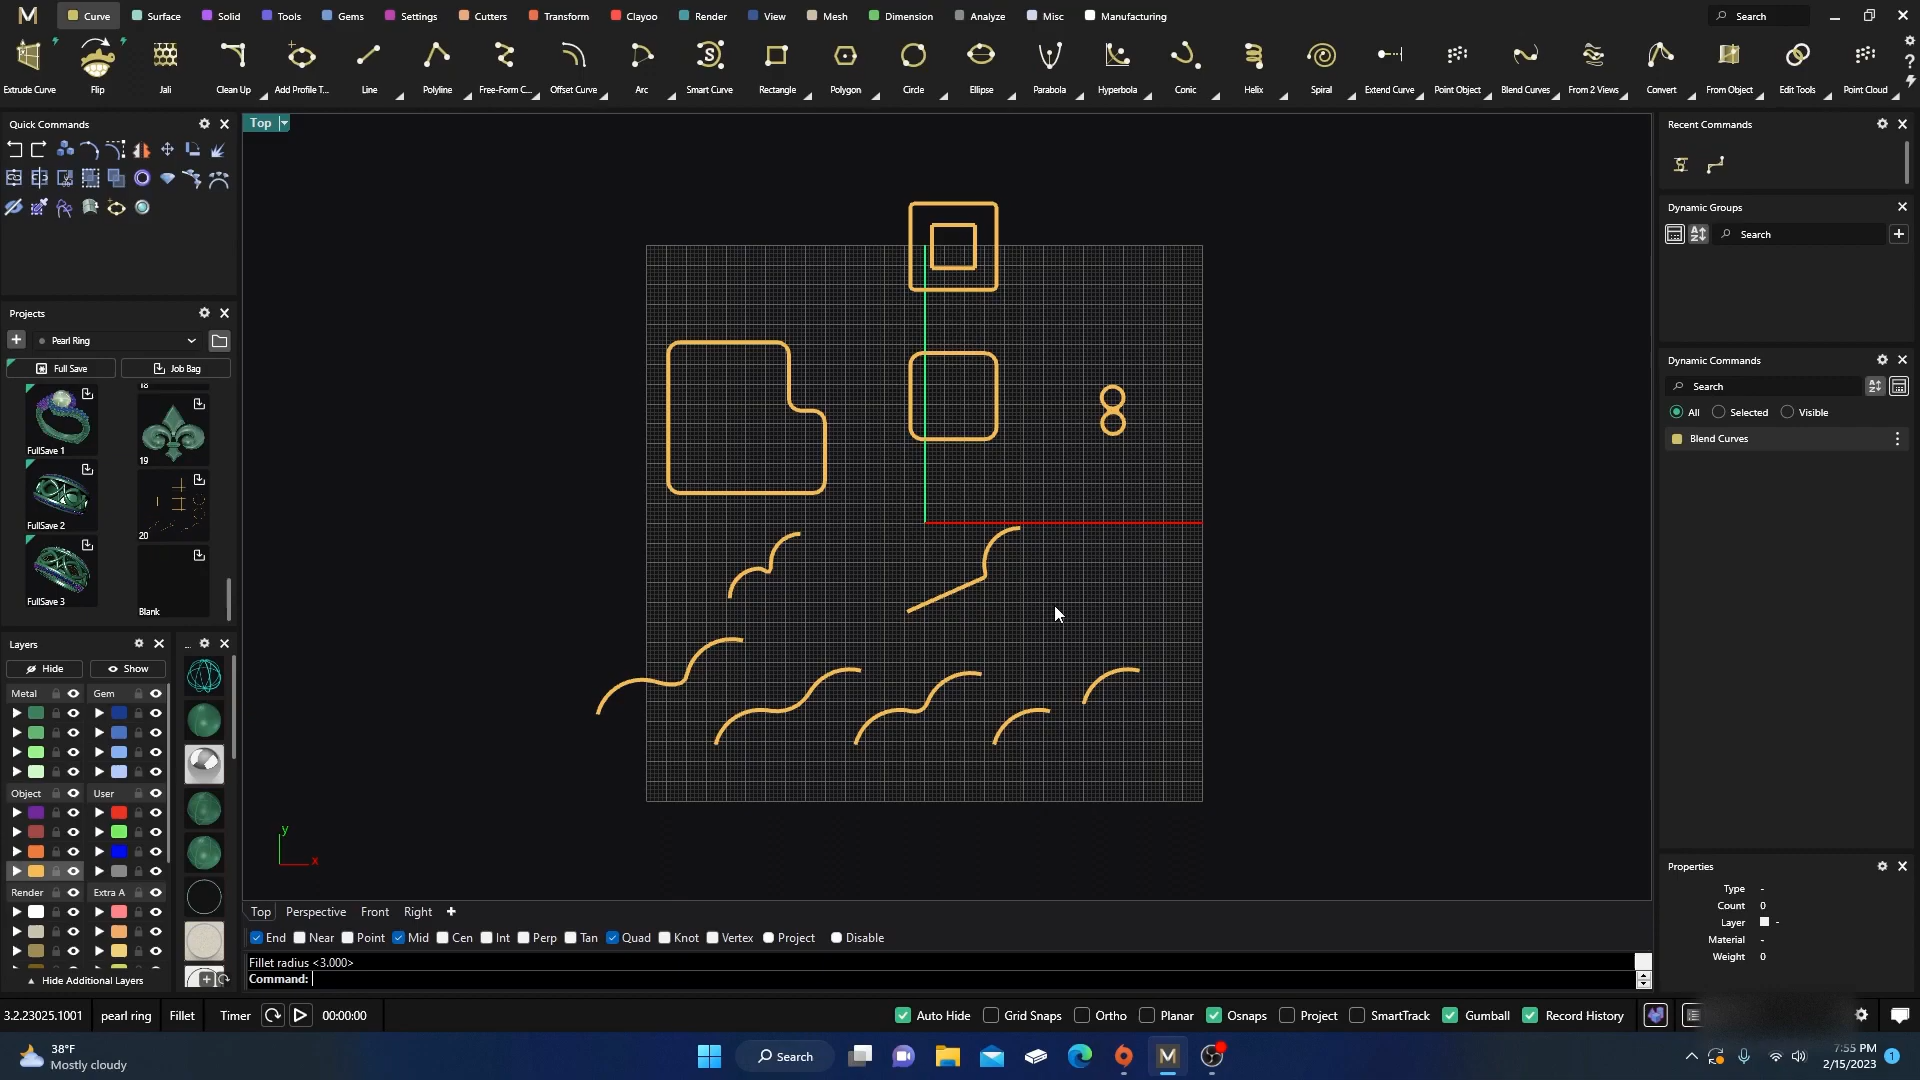 M Curve Surface Solid Tools Gems Settings Cutters Transform Clayoo Render View Mesh Dimension Analyze Misc Manufacturing Search
Extrude Curve Flip Jali Clean Up Add Profile T... Line Polyline Free-Form C... Offset Curve Arc Smart Curve Rectangle Polygon Circle Ellipse Parabola Hyperbola Conic Helix Spiral Extend Curve Point Object Blend Curves From 2 Views Convert From Object Edit Tools Point Cloud
Quick Commands
Projects
Pearl Ring
Full Save Job Bag
18
FullSave 1
19
FullSave 2
20
FullSave 3
Blank
Layers
...
Hide Show
Metal Gem
Object User
Render Extra A
Hide Additional Layers
Top
y
x
Top Perspective Front Right
End Near Point Mid Cen Int Perp Tan Quad Knot Vertex Project Disable
Fillet radius <3.000>
Command:
Recent Commands
Dynamic Groups
Search
Dynamic Commands
Search
All Selected Visible
Blend Curves
Properties
Type -
Count 0
Layer -
Material -
Weight 0
3.2.23025.1001 pearl ring Fillet Timer 00:00:00 Auto Hide Grid Snaps Ortho Planar Osnaps Project SmartTrack Gumball Record History
38°F
Mostly cloudy
Search
M
7:55 PM
2/15/2023
1